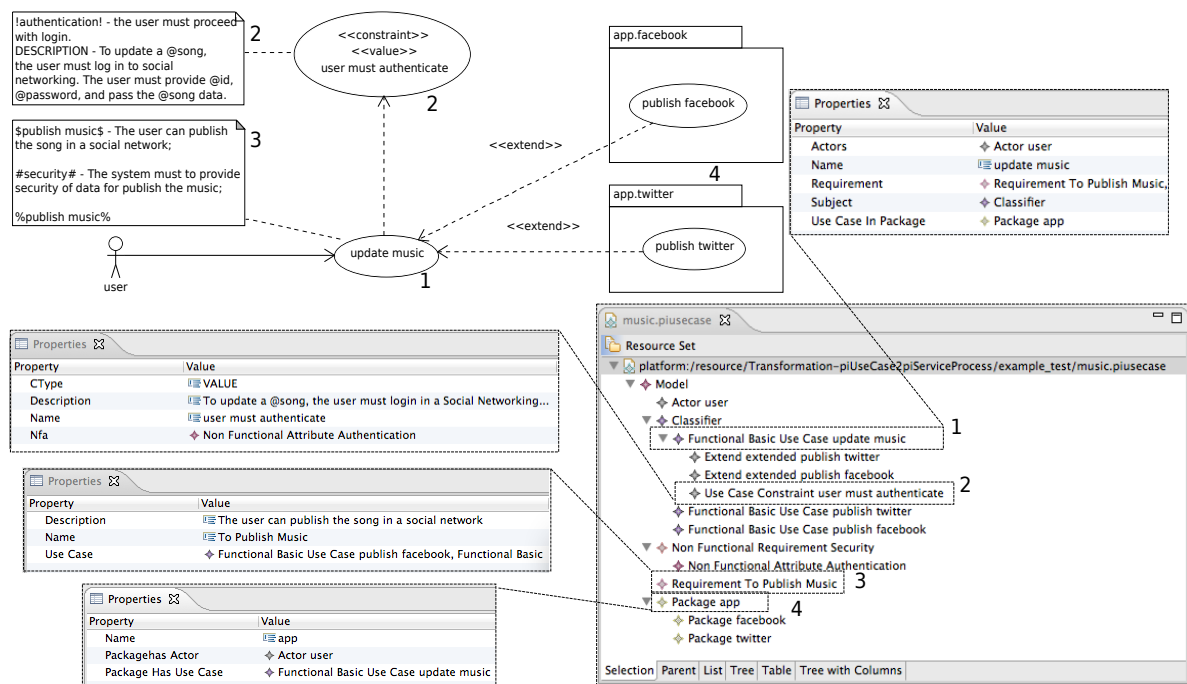 !authentication! - the user must proceed
with login.
DESCRIPTION - To update a @song,
the user must log in to social
networking. The user must provide @id,
@password, and pass the @song data.
2
<<constraint>>
<<value>>
user must authenticate
2
$publish music$ - The user can publish
the song in a social network;
#security# - The system must to provide
security of data for publish the music;
%publish music%
3
user
update music
1
<<extend>>
<<extend>>
app.facebook
publish facebook
4
app.twitter
publish twitter
Properties
Property Value
Actors Actor user
Name update music
Requirement Requirement To Publish Music,
Subject Classifier
Use Case In Package Package app
Properties
Property Value
CType VALUE
Description To update a @song, the user must login in a Social Networking...
Name user must authenticate
Nfa Non Functional Attribute Authentication
Properties
Property Value
Description The user can publish the song in a social network
Name To Publish Music
Use Case Functional Basic Use Case publish facebook, Functional Basic
Properties
Property Value
Name app
Packagehas Actor Actor user
Package Has Use Case Functional Basic Use Case update music
music.piusecase
Resource Set
platform:/resource/Transformation-piUseCase2piServiceProcess/example_test/music.piusecase
Model
Actor user
Classifier
Functional Basic Use Case update music
1
Extend extended publish twitter
Extend extended publish facebook
Use Case Constraint user must authenticate
2
Functional Basic Use Case publish twitter
Functional Basic Use Case publish facebook
Non Functional Requirement Security
Non Functional Attribute Authentication
Requirement To Publish Music
3
Package app
4
Package facebook
Package twitter
Selection Parent List Tree Table Tree with Columns